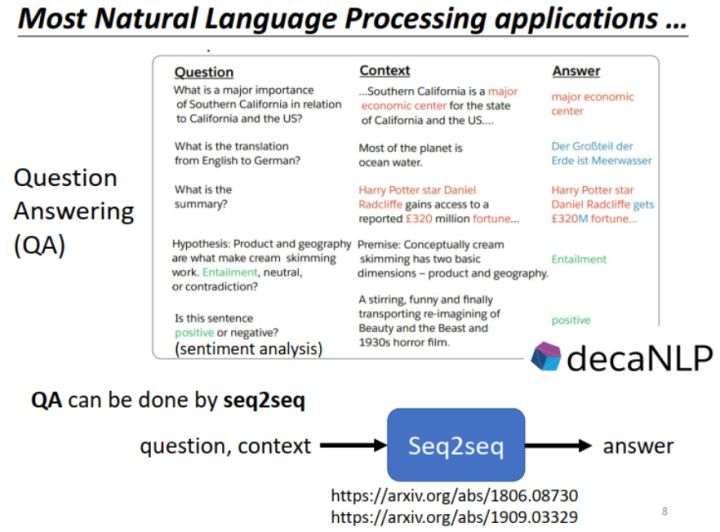 Most Natural Language Processing applications ...
Question
Answering
(QA)
Question Context Answer
What is a major importance
of Southern California in relation
to California and the US?
...Southern California is a major
economic center for the state
of California and the US....
major economic
center
What is the translation
from English to German?
Most of the planet is
ocean water.
Der Großteil der
Erde ist Meerwasser
What is the
summary?
Harry Potter star Daniel
Radcliffe gains access to a
reported £320 million fortune...
Harry Potter star
Daniel Radcliffe gets
£320M fortune...
Hypothesis: Product and geography
are what make cream skimming
work. Entailment, neutral,
or contradiction?
Premise: Conceptually cream
skimming has two basic
dimensions – product and geography.
Entailment
Is this sentence
positive or negative?
(sentiment analysis)
A stirring, funny and finally
transporting re-imagining of
Beauty and the Beast and
1930s horror film.
positive
decaNLP
QA can be done by seq2seq
question, context Seq2seq answer
https://arxiv.org/abs/1806.08730
https://arxiv.org/abs/1909.03329
8